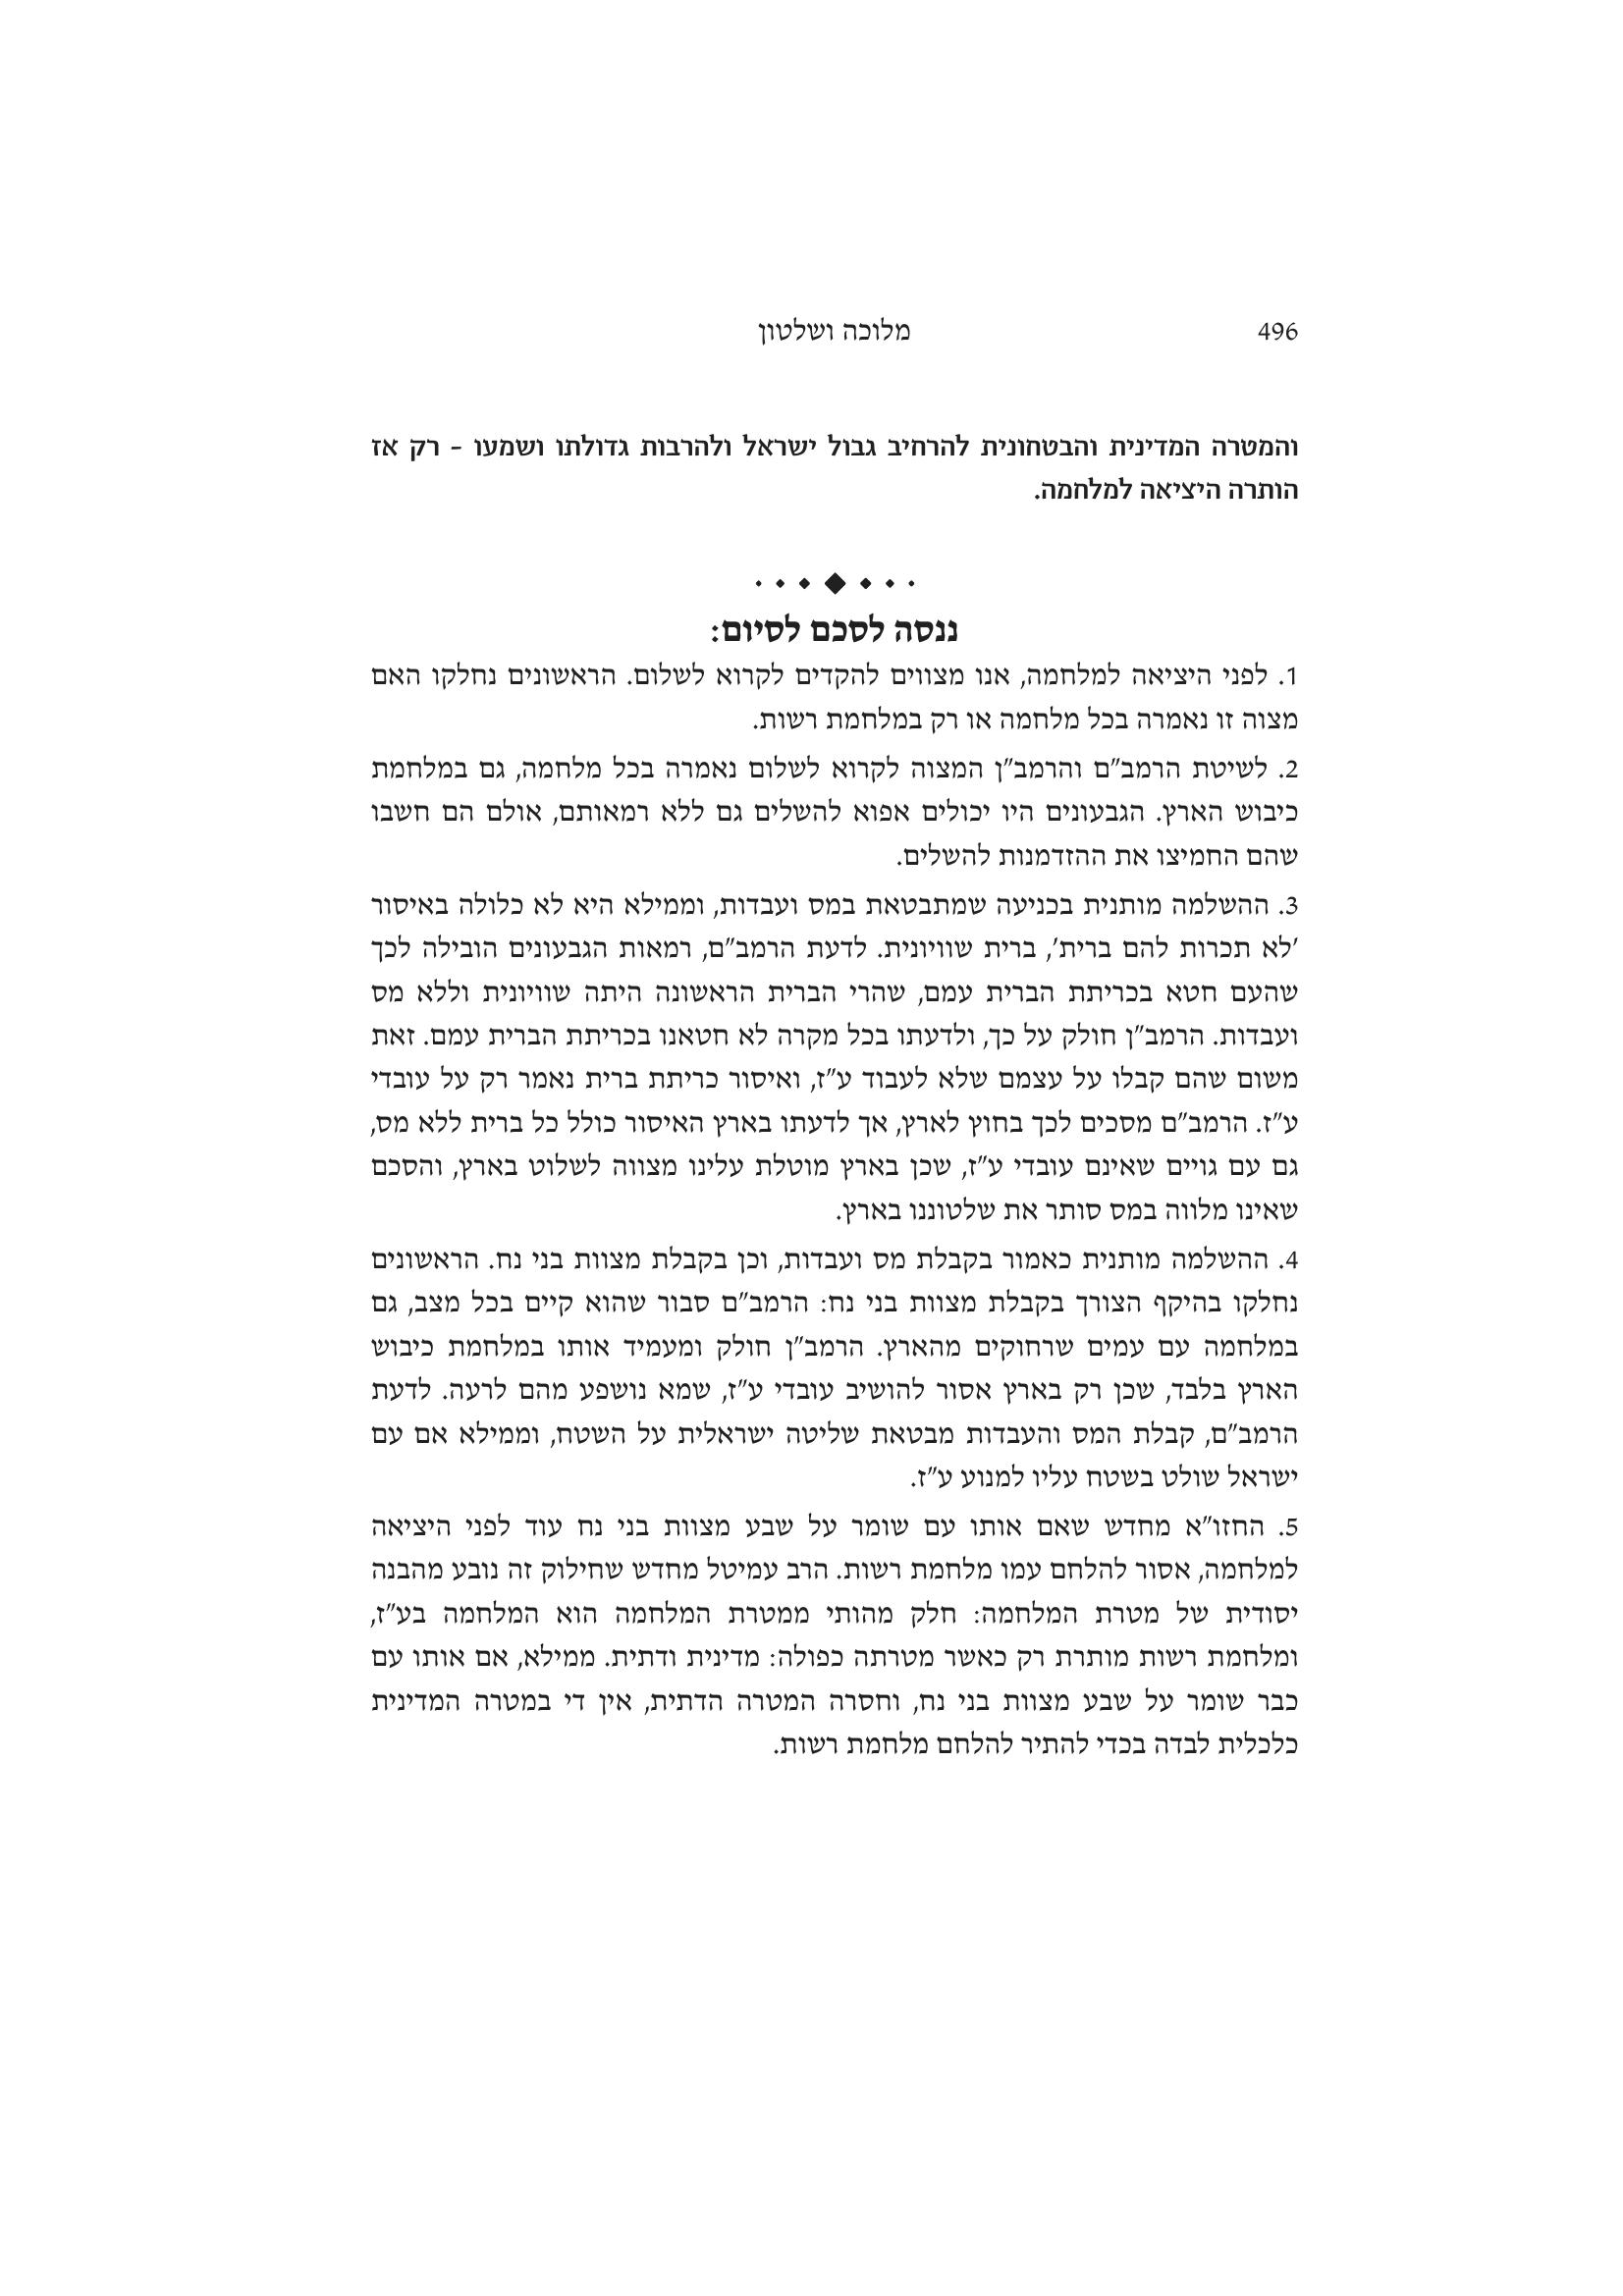 496
מלוכה ושלטון
והמטרה המדינית והבטחונית להרחיב גבול ישראל ולהרבות גדולתו ושמעו – רק אז
הותרה היציאה למלחמה.
ננסה לסכם לסיום:
1. לפני היציאה למלחמה, אנו מצווים להקדים לקרוא לשלום. הראשונים נחלקו האם
מצוה זו נאמרה בכל מלחמה או רק במלחמת רשות.
2. לשיטת הרמב"ם והרמב"ן המצוה לקרוא לשלום נאמרה בכל מלחמה, גם במלחמת
כיבוש הארץ. הגבעונים היו יכולים אפוא להשלים גם ללא רמאותם, אולם הם חשבו
שהם החמיצו את ההזדמנות להשלים.
3. ההשלמה מותנית בכניעה שמתבטאת במס ועבדות, וממילא היא לא כלולה באיסור
'לא תכרות להם ברית', ברית שוויונית. לדעת הרמב"ם, רמאות הגבעונים הובילה לכך
שהעם חטא בכריתת הברית עמם, שהרי הברית הראשונה היתה שוויונית וללא מס
ועבדות. הרמב"ן חולק על כך, ולדעתו בכל מקרה לא חטאנו בכריתת הברית עמם. זאת
משום שהם קבלו על עצמם שלא לעבוד ע"ז, ואיסור כריתת ברית נאמר רק על עובדי
ע"ז. הרמב"ם מסכים לכך בחוץ לארץ, אך לדעתו בארץ האיסור כולל כל ברית ללא מס,
גם עם גויים שאינם עובדי ע"ז, שכן בארץ מוטלת עלינו מצווה לשלוט בארץ, והסכם
שאינו מלווה במס סותר את שלטוננו בארץ.
4. ההשלמה מותנית כאמור בקבלת מס ועבדות, וכן בקבלת מצוות בני נח. הראשונים
נחלקו בהיקף הצורך בקבלת מצוות בני נח: הרמב"ם סבור שהוא קיים בכל מצב, גם
במלחמה עם עמים שרחוקים מהארץ. הרמב"ן חולק ומעמיד אותו במלחמת כיבוש
הארץ בלבד, שכן רק בארץ אסור להושיב עובדי ע"ז, שמא נושפע מהם לרעה. לדעת
הרמב"ם, קבלת המס והעבדות מבטאת שליטה ישראלית על השטח, וממילא אם עם
ישראל שולט בשטח עליו למנוע ע"ז.
5. החזו"א מחדש שאם אותו עם שומר על שבע מצוות בני נח עוד לפני היציאה
למלחמה, אסור להלחם עמו מלחמת רשות. הרב עמיטל מחדש שחילוק זה נובע מהבנה
יסודית של מטרת המלחמה: חלק מהותי ממטרת המלחמה הוא המלחמה בע"ז,
ומלחמת רשות מותרת רק כאשר מטרתה כפולה: מדינית ודתית. ממילא, אם אותו עם
כבר שומר על שבע מצוות בני נח, וחסרה המטרה הדתית, אין די במטרה המדינית
כלכלית לבדה בכדי להתיר להלחם מלחמת רשות.